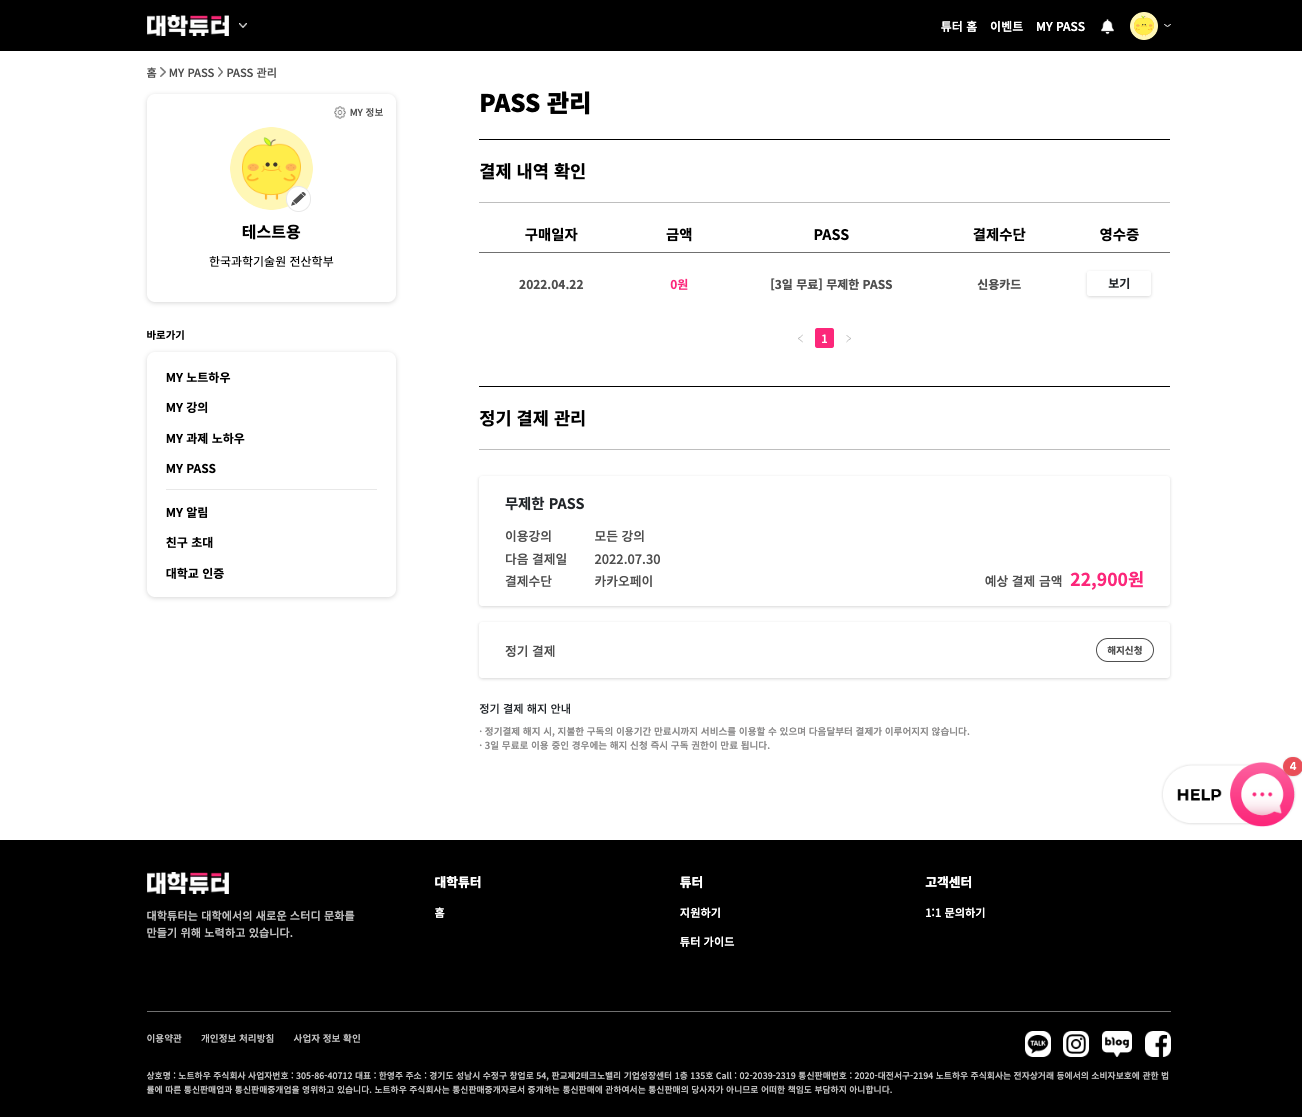 대학튜터
튜터 홈 이벤트 MY PASS
홈 > MY PASS > PASS 관리
MY 정보
테스트용
한국과학기술원 전산학부
바로가기
MY 노트하우
MY 강의
MY 과제 노하우
MY PASS
MY 알림
친구 초대
대학교 인증
PASS 관리
결제 내역 확인
구매일자 금액 PASS 결제수단 영수증
2022.04.22 0원 [3일 무료] 무제한 PASS 신용카드 보기
< 1 >
정기 결제 관리
무제한 PASS
이용강의 모든 강의
다음 결제일 2022.07.30
결제수단 카카오페이
예상 결제 금액 22,900원
정기 결제 해지신청
정기 결제 해지 안내
· 정기결제 해지 시, 지불한 구독의 이용기간 만료시까지 서비스를 이용할 수 있으며 다음달부터 결제가 이루어지지 않습니다.
· 3일 무료로 이용 중인 경우에는 해지 신청 즉시 구독 권한이 만료 됩니다.
4
HELP
대학튜터
대학튜터는 대학에서의 새로운 스터디 문화를
만들기 위해 노력하고 있습니다.
대학튜터
홈
튜터
지원하기
튜터 가이드
고객센터
1:1 문의하기
이용약관 개인정보 처리방침 사업자 정보 확인
TALK
blog
상호명 : 노트하우 주식회사 사업자번호 : 305-86-40712 대표 : 한영주 주소 : 경기도 성남시 수정구 창업로 54, 판교제2테크노밸리 기업성장센터 1층 135호 Call : 02-2039-2319 통신판매번호 : 2020-대전서구-2194 노트하우 주식회사는 전자상거래 등에서의 소비자보호에 관한 법
률에 따른 통신판매업과 통신판매중개업을 영위하고 있습니다. 노트하우 주식회사는 통신판매중개자로서 중개하는 통신판매에 관하여서는 통신판매의 당사자가 아니므로 어떠한 책임도 부담하지 아니합니다.